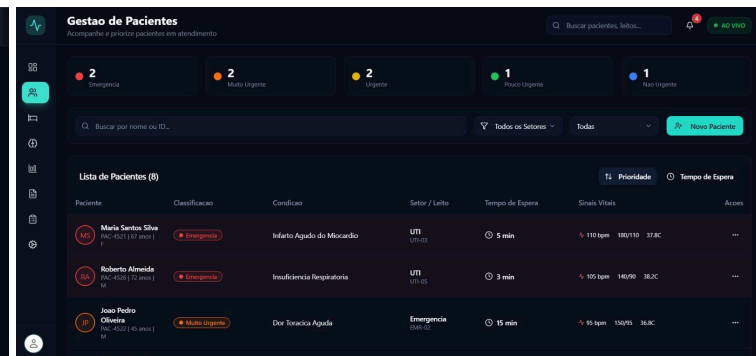 Gestao de Pacientes
Acompanhe e priorize pacientes em atendimento
Buscar pacientes, leitos...
4
AO VIVO
2
Emergencia
2
Muito Urgente
2
Urgente
1
Pouco Urgente
1
Nao Urgente
Buscar por nome ou ID...
Todos os Setores
Todas
Novo Paciente
Lista de Pacientes (8)
Prioridade
Tempo de Espera
Paciente Classificacao Condicao Setor / Leito Tempo de Espera Sinais Vitais Acoes
MS
Maria Santos Silva
PAC-4521 | 67 anos |
F
Emergencia
Infarto Agudo do Miocardio
UTI
UTI-03
5 min
110 bpm 180/110 37.8C
...
RA
Roberto Almeida
PAC-4526 | 72 anos |
M
Emergencia
Insuficiencia Respiratoria
UTI
UTI-05
3 min
105 bpm 140/90 38.2C
...
JP
Joao Pedro
Oliveira
PAC-4522 | 45 anos |
M
Muito Urgente
Dor Toracica Aguda
Emergencia
EMR-02
15 min
95 bpm 150/95 36.8C
...